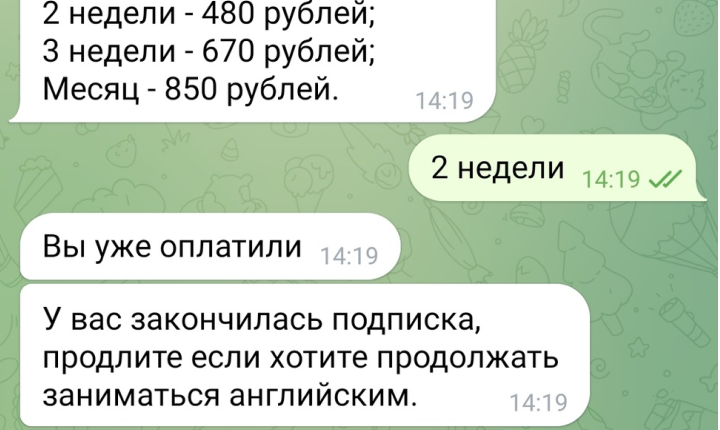 2 недели - 480 рублей;
3 недели - 670 рублей;
Месяц - 850 рублей.
14:19
2 недели
14:19
Вы уже оплатили
14:19
У вас закончилась подписка,
продлите если хотите продолжать
заниматься английским.
14:19